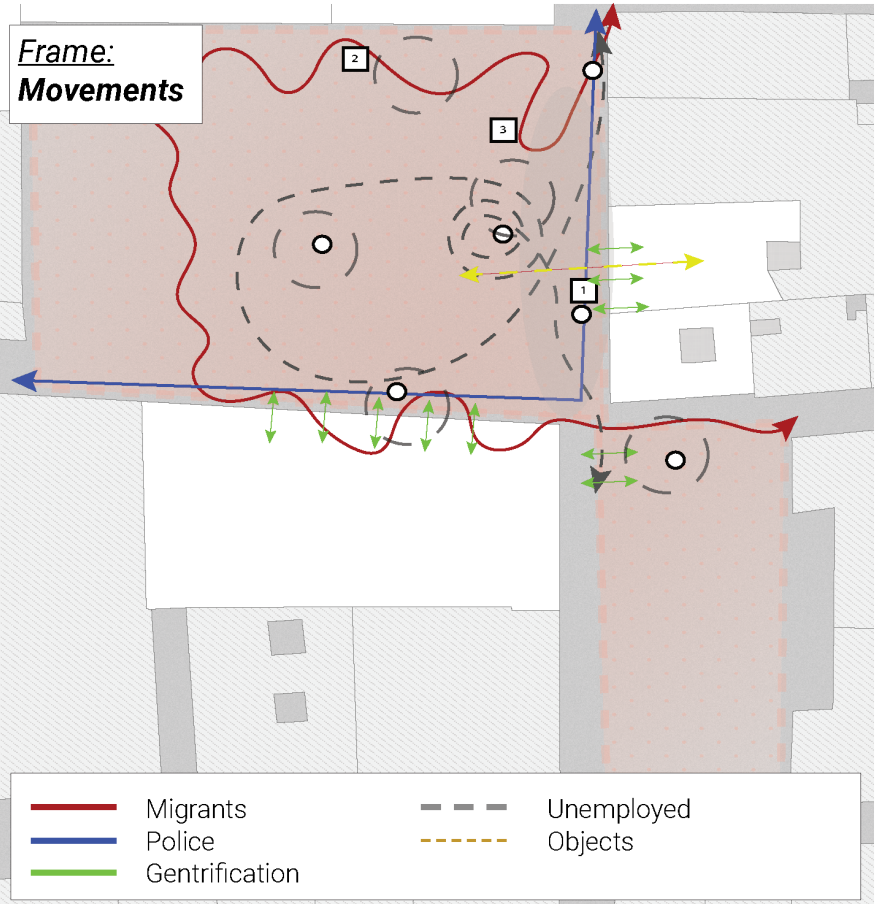 Frame:
Movements
2
3
1
Migrants
Unemployed
Police
Objects
Gentrification